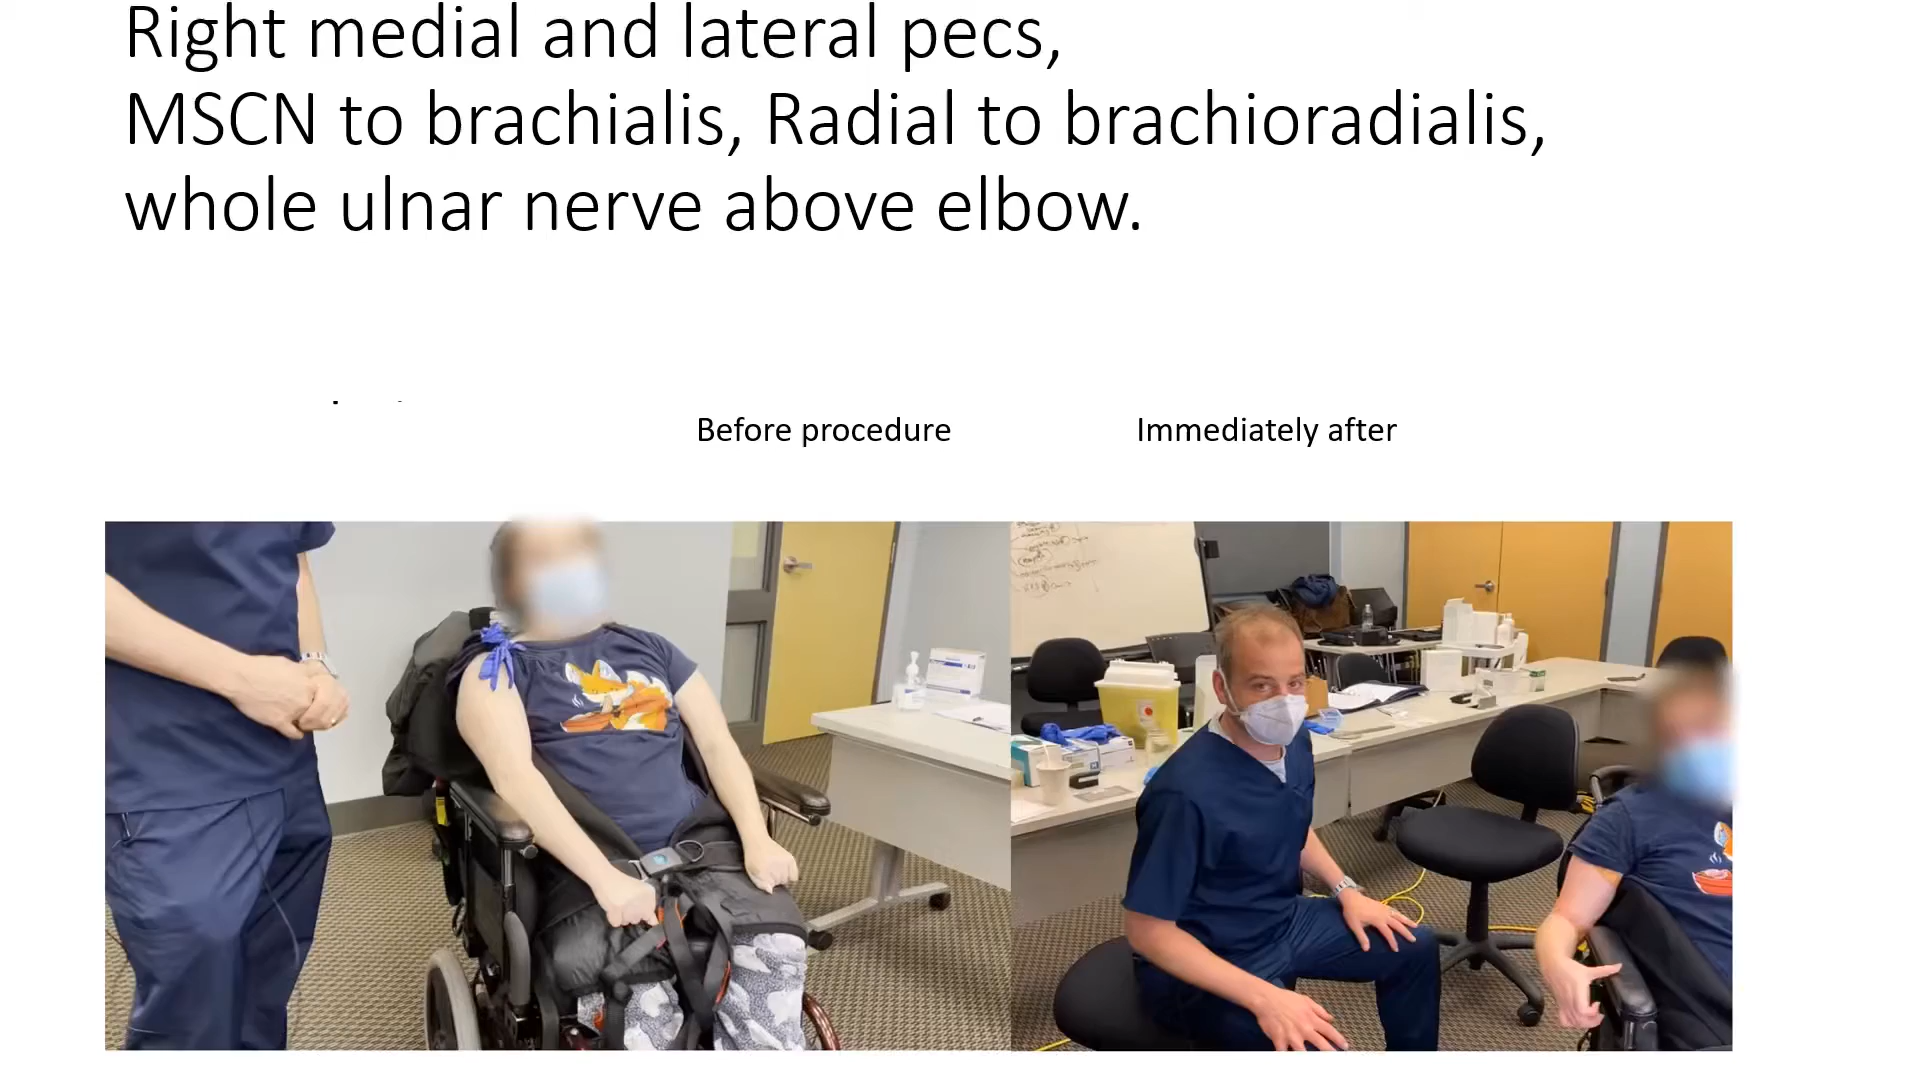 Right medial and lateral pecs,
MSCN to brachialis, Radial to brachioradialis,
whole ulnar nerve above elbow.
Before procedure
Immediately after